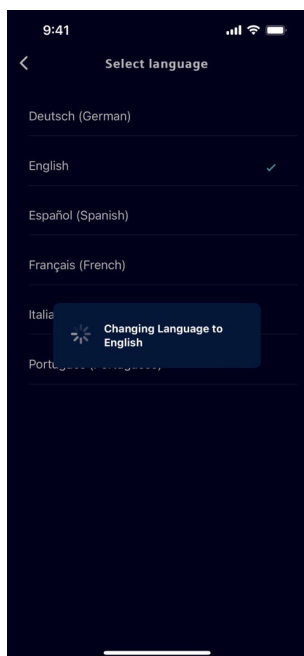 9:41
Select language
Deutsch (German)
English
Español (Spanish)
Français (French)
Changing Language to
English